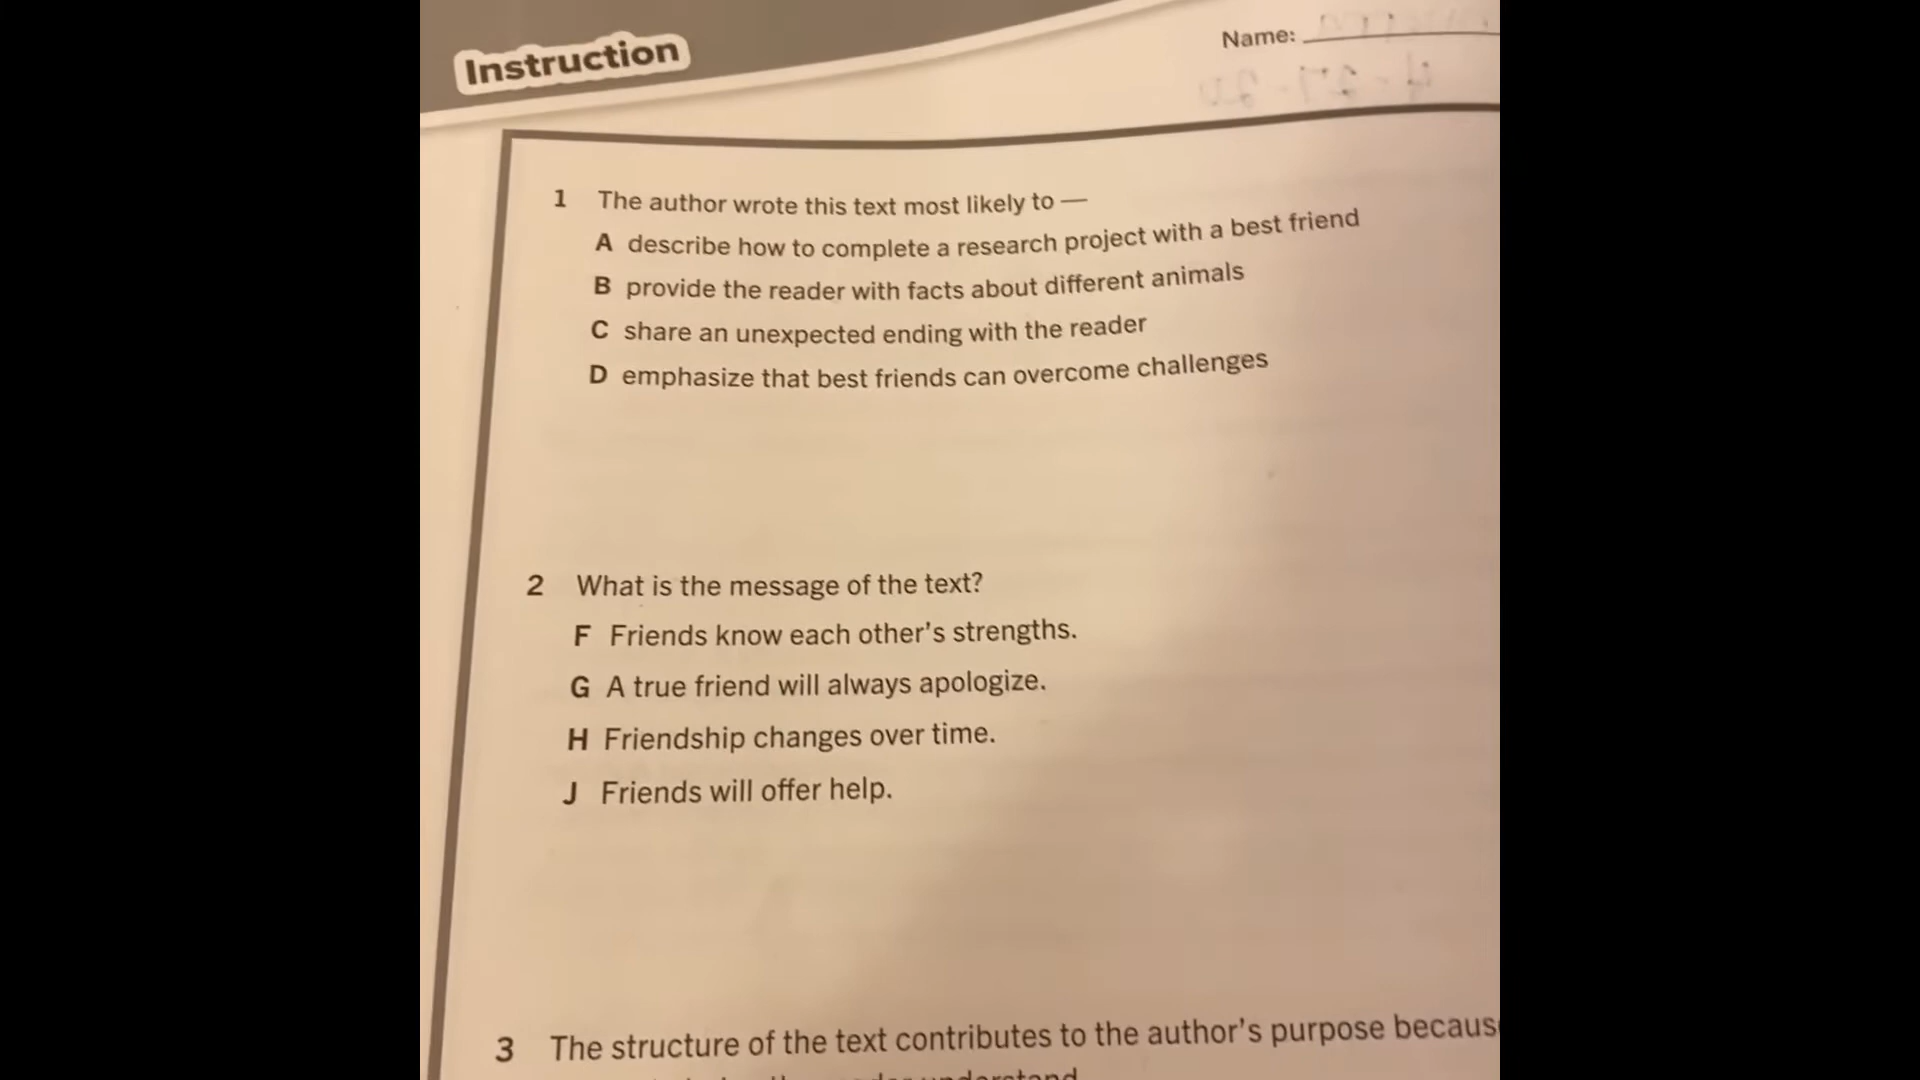 Instruction
Name:
1 The author wrote this text most likely to —
A describe how to complete a research project with a best friend
B provide the reader with facts about different animals
C share an unexpected ending with the reader
D emphasize that best friends can overcome challenges
2 What is the message of the text?
F Friends know each other's strengths.
G A true friend will always apologize.
H Friendship changes over time.
J Friends will offer help.
3 The structure of the text contributes to the author's purpose becaus
understand